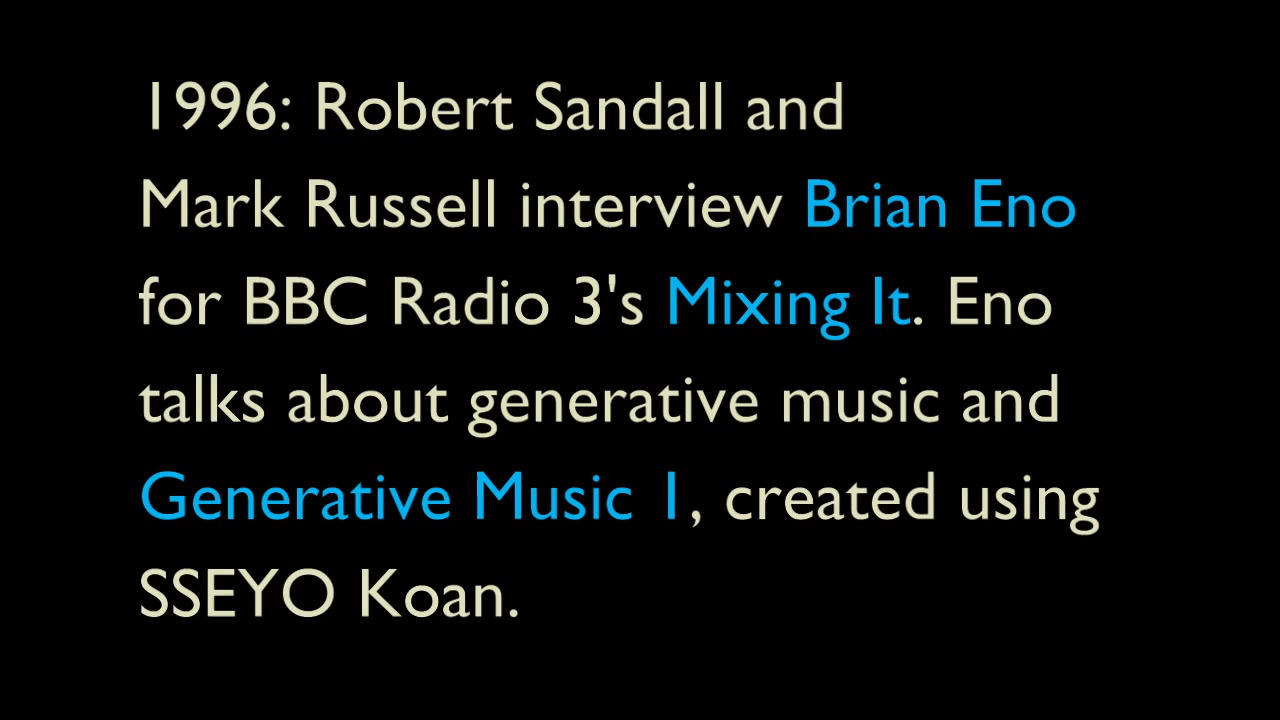 1996: Robert Sandall and
Mark Russell interview Brian Eno
for BBC Radio 3's Mixing It. Eno
talks about generative music and
Generative Music 1, created using
SSEYO Koan.